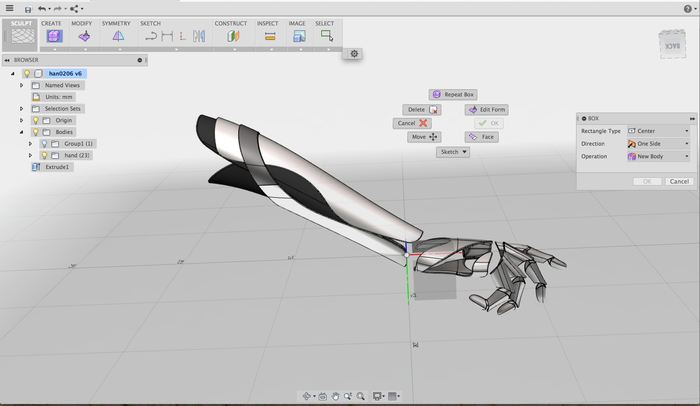 SCULPT CREATE MODIFY SYMMETRY SKETCH CONSTRUCT INSPECT IMAGE SELECT
BROWSER
han0206 v6
Named Views
Units: mm
Selection Sets
Origin
Bodies
Group1 (1)
hand (23)
Extrude1
Repeat Box
Delete
Edit Form
Cancel
OK
Move
Face
Sketch
BACK
BOX
Rectangle Type Center
Direction One Side
Operation New Body
OK Cancel